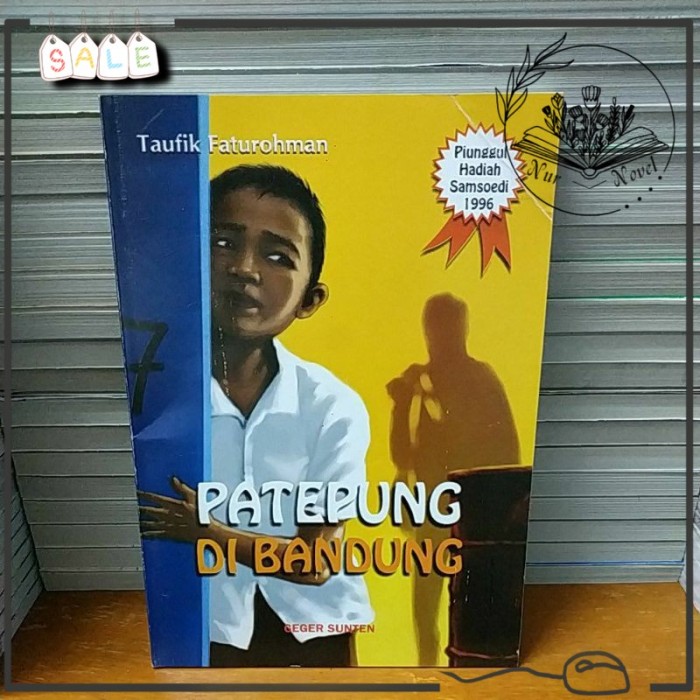 SALE
Nur Novel
Taufik Faturohman
Piunggul
Hadiah
Samsoedi
1996
7
PATEPUNG
DI BANDUNG
GEGER SUNTEN